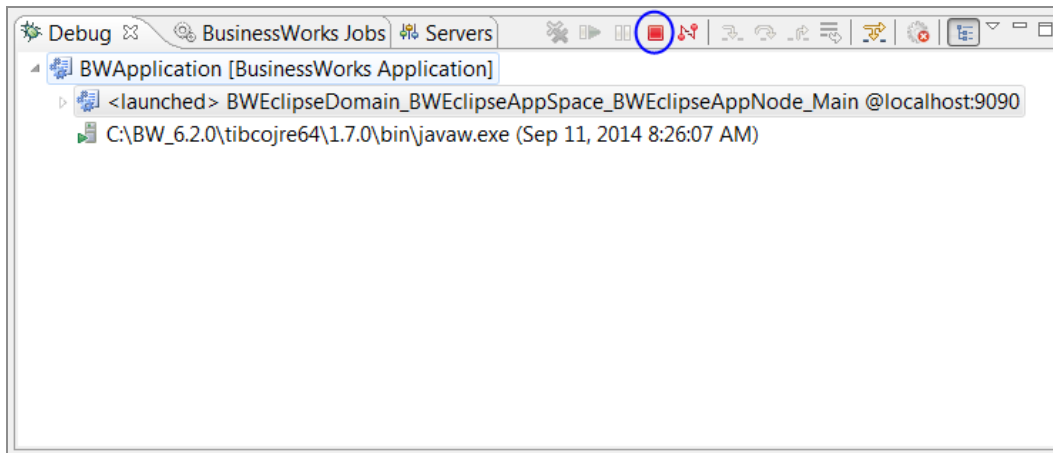 Debug BusinessWorks Jobs Servers
BWApplication [BusinessWorks Application]
<launched> BWEclipseDomain_BWEclipseAppSpace_BWEclipseAppNode_Main @localhost:9090
C:\BW_6.2.0\tibcojre64\1.7.0\bin\javaw.exe (Sep 11, 2014 8:26:07 AM)